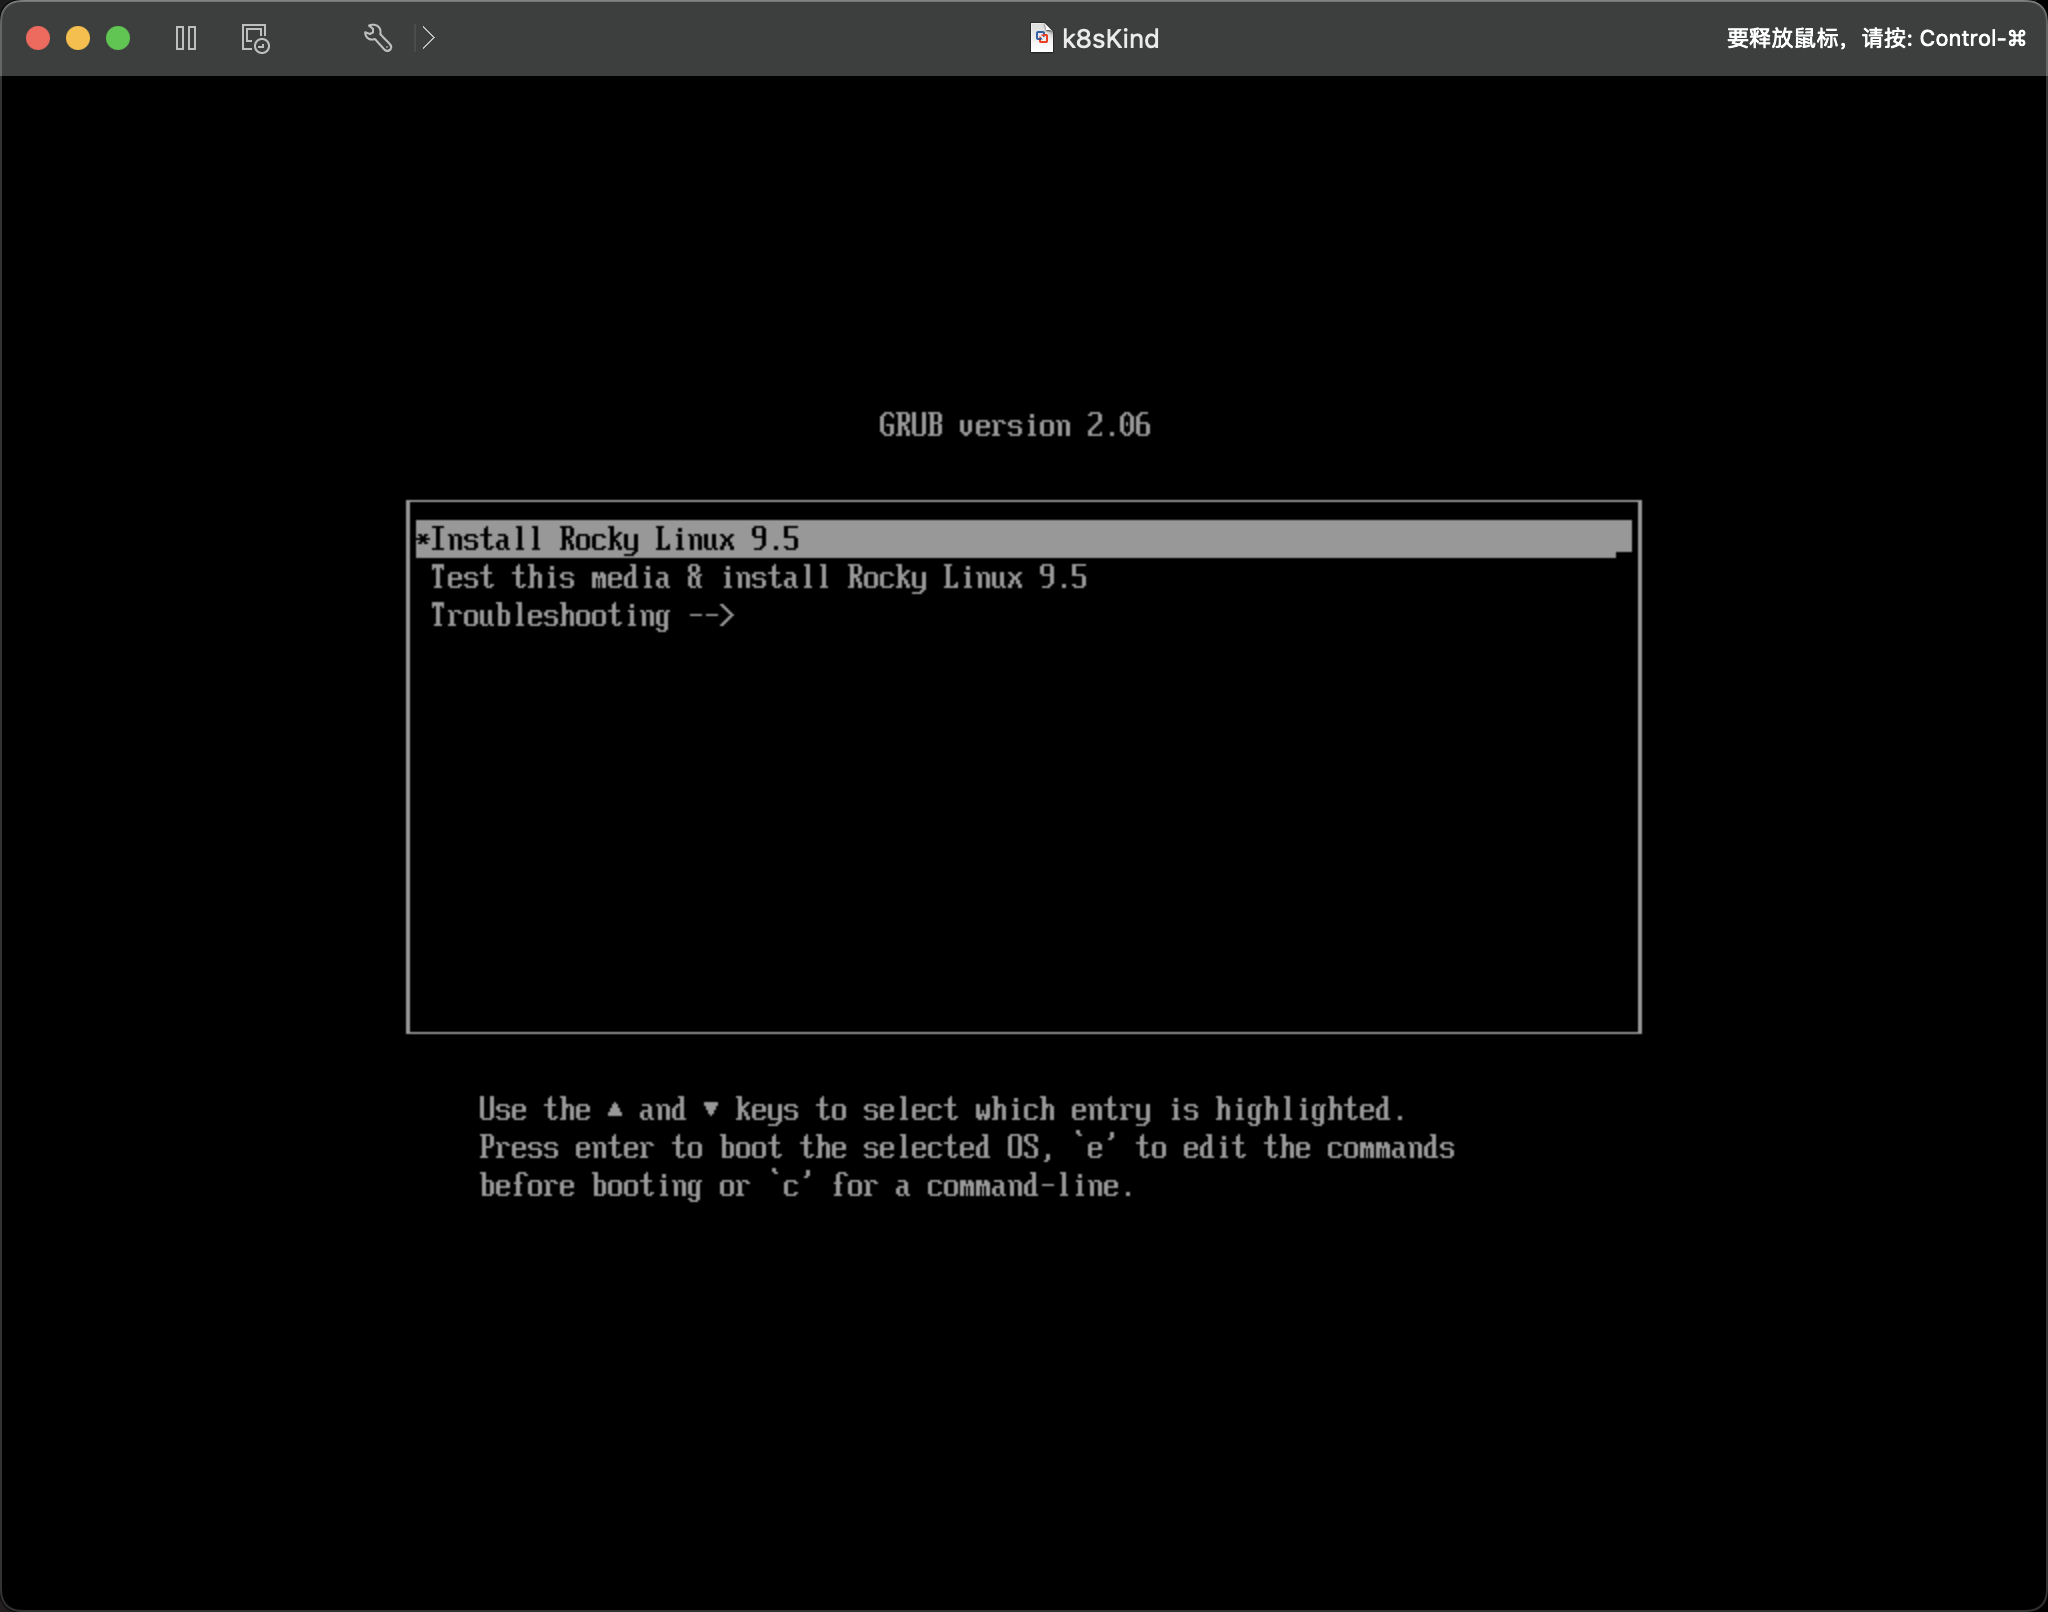 k8sKind
要释放鼠标，请按: Control-⌘
GRUB version 2.06
*Install Rocky Linux 9.5
Test this media & install Rocky Linux 9.5
Troubleshooting -->
Use the ▲ and ▼ keys to select which entry is highlighted.
Press enter to boot the selected OS, `e' to edit the commands
before booting or `c' for a command-line.